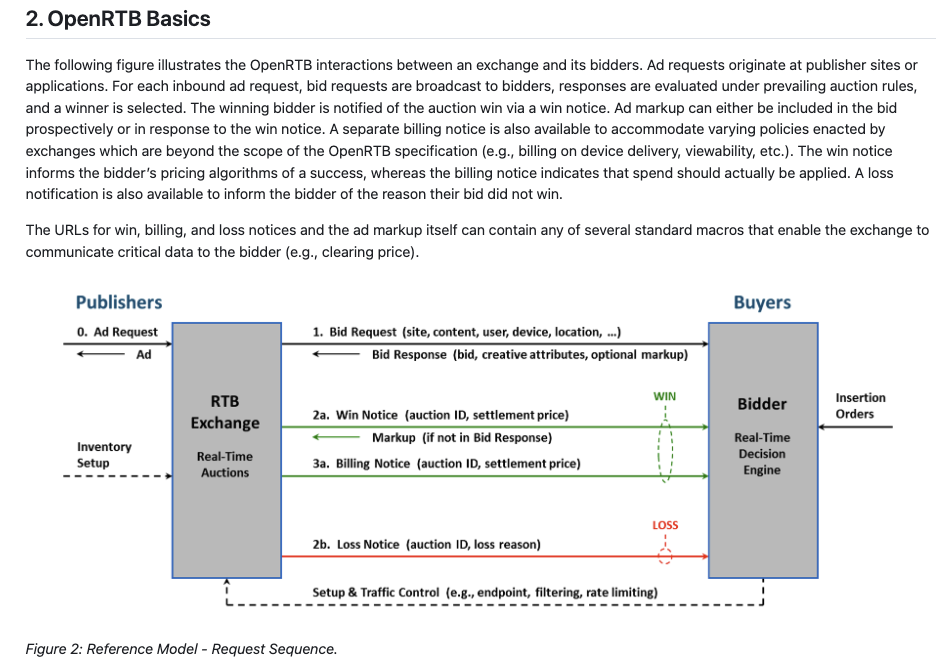 2. OpenRTB Basics
The following figure illustrates the OpenRTB interactions between an exchange and its bidders. Ad requests originate at publisher sites or
applications. For each inbound ad request, bid requests are broadcast to bidders, responses are evaluated under prevailing auction rules,
and a winner is selected. The winning bidder is notified of the auction win via a win notice. Ad markup can either be included in the bid
prospectively or in response to the win notice. A separate billing notice is also available to accommodate varying policies enacted by
exchanges which are beyond the scope of the OpenRTB specification (e.g., billing on device delivery, viewability, etc.). The win notice
informs the bidder's pricing algorithms of a success, whereas the billing notice indicates that spend should actually be applied. A loss
notification is also available to inform the bidder of the reason their bid did not win.
The URLs for win, billing, and loss notices and the ad markup itself can contain any of several standard macros that enable the exchange to
communicate critical data to the bidder (e.g., clearing price).
Publishers
Buyers
0. Ad Request
Ad
1. Bid Request (site, content, user, device, location, ...)
Bid Response (bid, creative attributes, optional markup)
RTB
Exchange
Real-Time
Auctions
Inventory
Setup
WIN
2a. Win Notice (auction ID, settlement price)
Markup (if not in Bid Response)
3a. Billing Notice (auction ID, settlement price)
Bidder
Real-Time
Decision
Engine
Insertion
Orders
LOSS
2b. Loss Notice (auction ID, loss reason)
Setup & Traffic Control (e.g., endpoint, filtering, rate limiting)
Figure 2: Reference Model - Request Sequence.